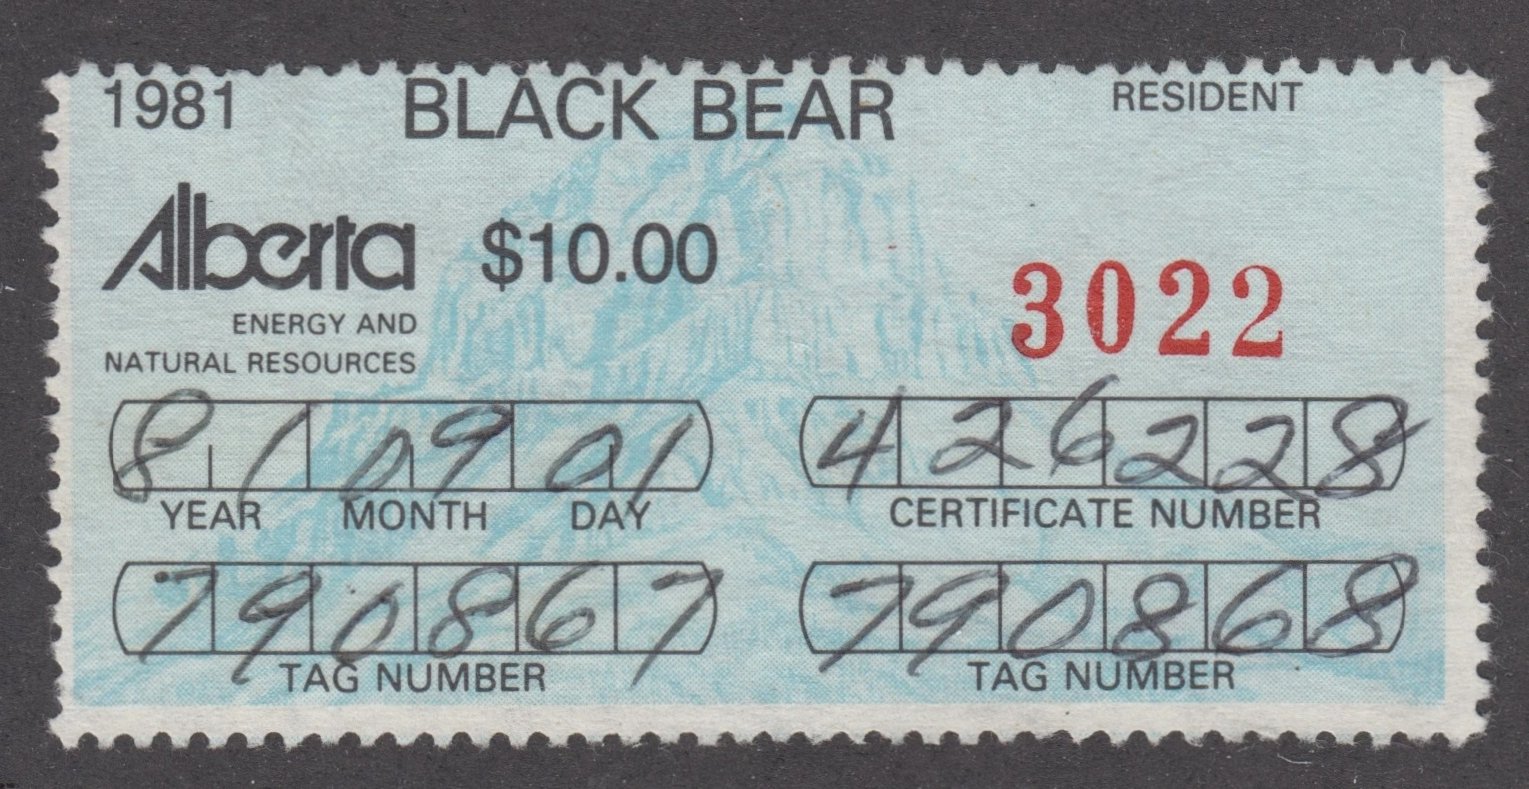 1981 BLACK BEAR RESIDENT
Alberta $10.00 3022
ENERGY AND
NATURAL RESOURCES
81 09 01 426228
YEAR MONTH DAY CERTIFICATE NUMBER
790867 790868
TAG NUMBER TAG NUMBER